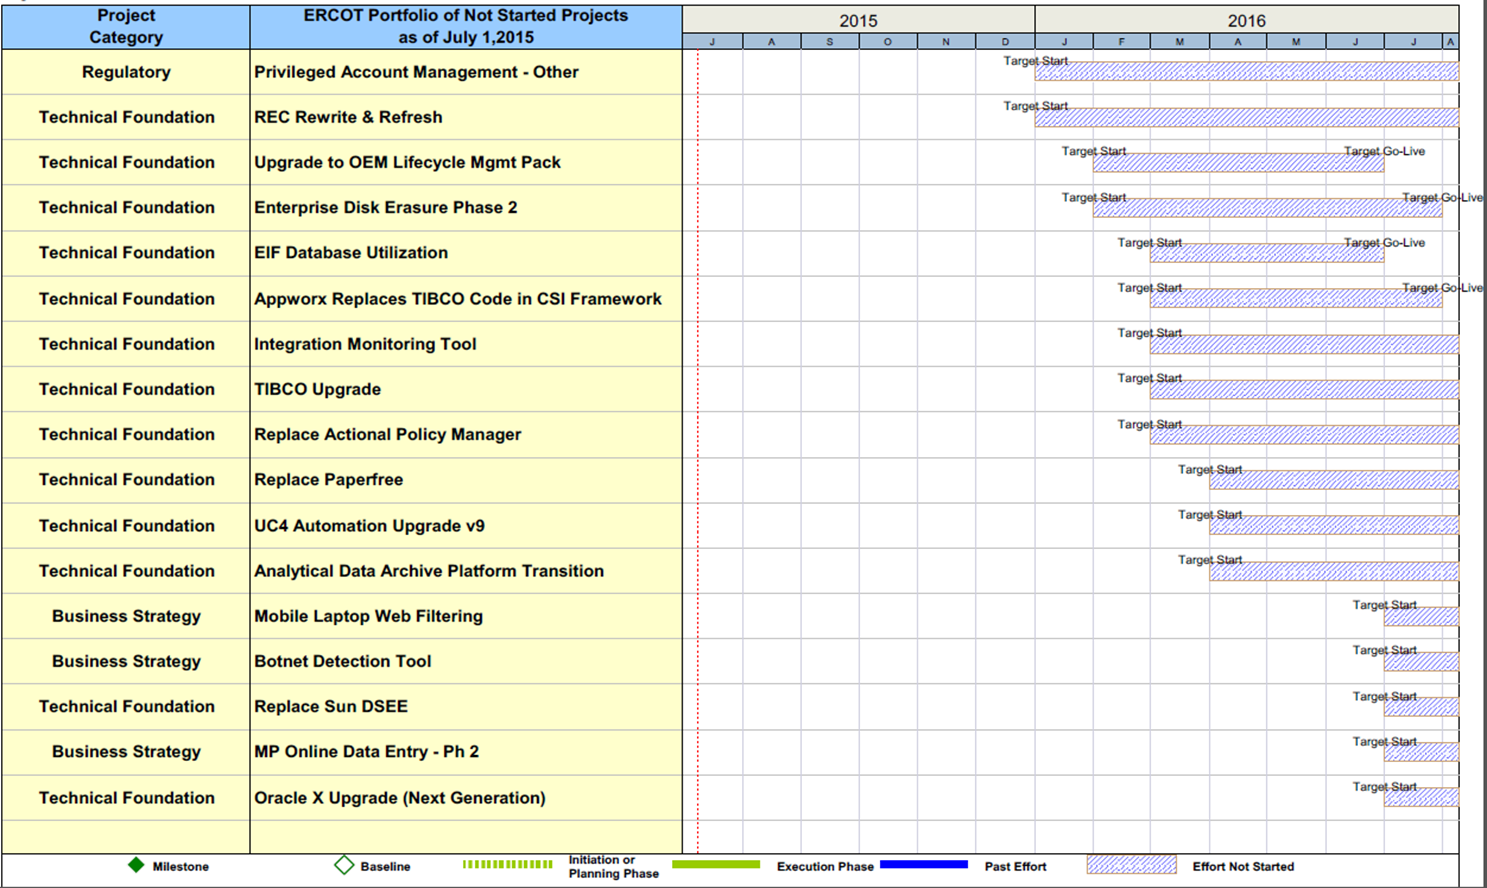 Project
Category
ERCOT Portfolio of Not Started Projects
as of July 1,2015
2015
2016
J A S O N D J F M A M J J A
Regulatory
Privileged Account Management - Other
Target Start
Technical Foundation
REC Rewrite & Refresh
Target Start
Technical Foundation
Upgrade to OEM Lifecycle Mgmt Pack
Target Start
Target Go-Live
Technical Foundation
Enterprise Disk Erasure Phase 2
Target Start
Target Go-Live
Technical Foundation
EIF Database Utilization
Target Start
Target Go-Live
Technical Foundation
Appworx Replaces TIBCO Code in CSI Framework
Target Start
Target Go-Live
Technical Foundation
Integration Monitoring Tool
Target Start
Technical Foundation
TIBCO Upgrade
Target Start
Technical Foundation
Replace Actional Policy Manager
Target Start
Technical Foundation
Replace Paperfree
Target Start
Technical Foundation
UC4 Automation Upgrade v9
Target Start
Technical Foundation
Analytical Data Archive Platform Transition
Target Start
Business Strategy
Mobile Laptop Web Filtering
Target Start
Business Strategy
Botnet Detection Tool
Target Start
Technical Foundation
Replace Sun DSEE
Target Start
Business Strategy
MP Online Data Entry - Ph 2
Target Start
Technical Foundation
Oracle X Upgrade (Next Generation)
Target Start
Milestone
Baseline
Initiation or
Planning Phase
Execution Phase
Past Effort
Effort Not Started